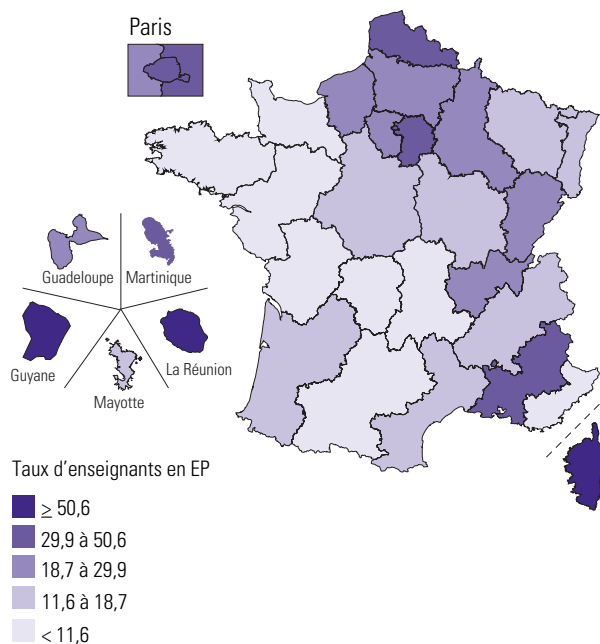 Paris
Guadeloupe
Martinique
Guyane
La Réunion
Mayotte
Taux d'enseignants en EP
≥ 50,6
29,9 à 50,6
18,7 à 29,9
11,6 à 18,7
< 11,6